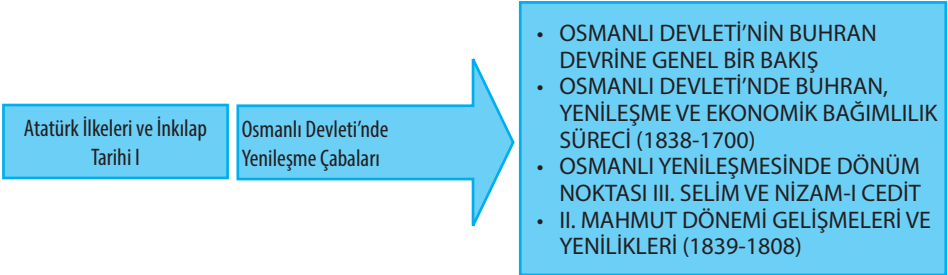 Atatürk İlkeleri ve İnkılap
Tarihi I
Osmanlı Devleti’nde
Yenileşme Çabaları
• OSMANLI DEVLETİ’NİN BUHRAN
DEVRİNE GENEL BİR BAKIŞ
• OSMANLI DEVLETİ’NDE BUHRAN,
YENİLEŞME VE EKONOMİK BAĞIMLILIK
SÜRECİ (1838-1700)
• OSMANLI YENİLEŞMESİNDE DÖNÜM
NOKTASI III. SELİM VE NİZAM-I CEDİT
• II. MAHMUT DÖNEMİ GELİŞMELERİ VE
YENİLİKLERİ (1839-1808)